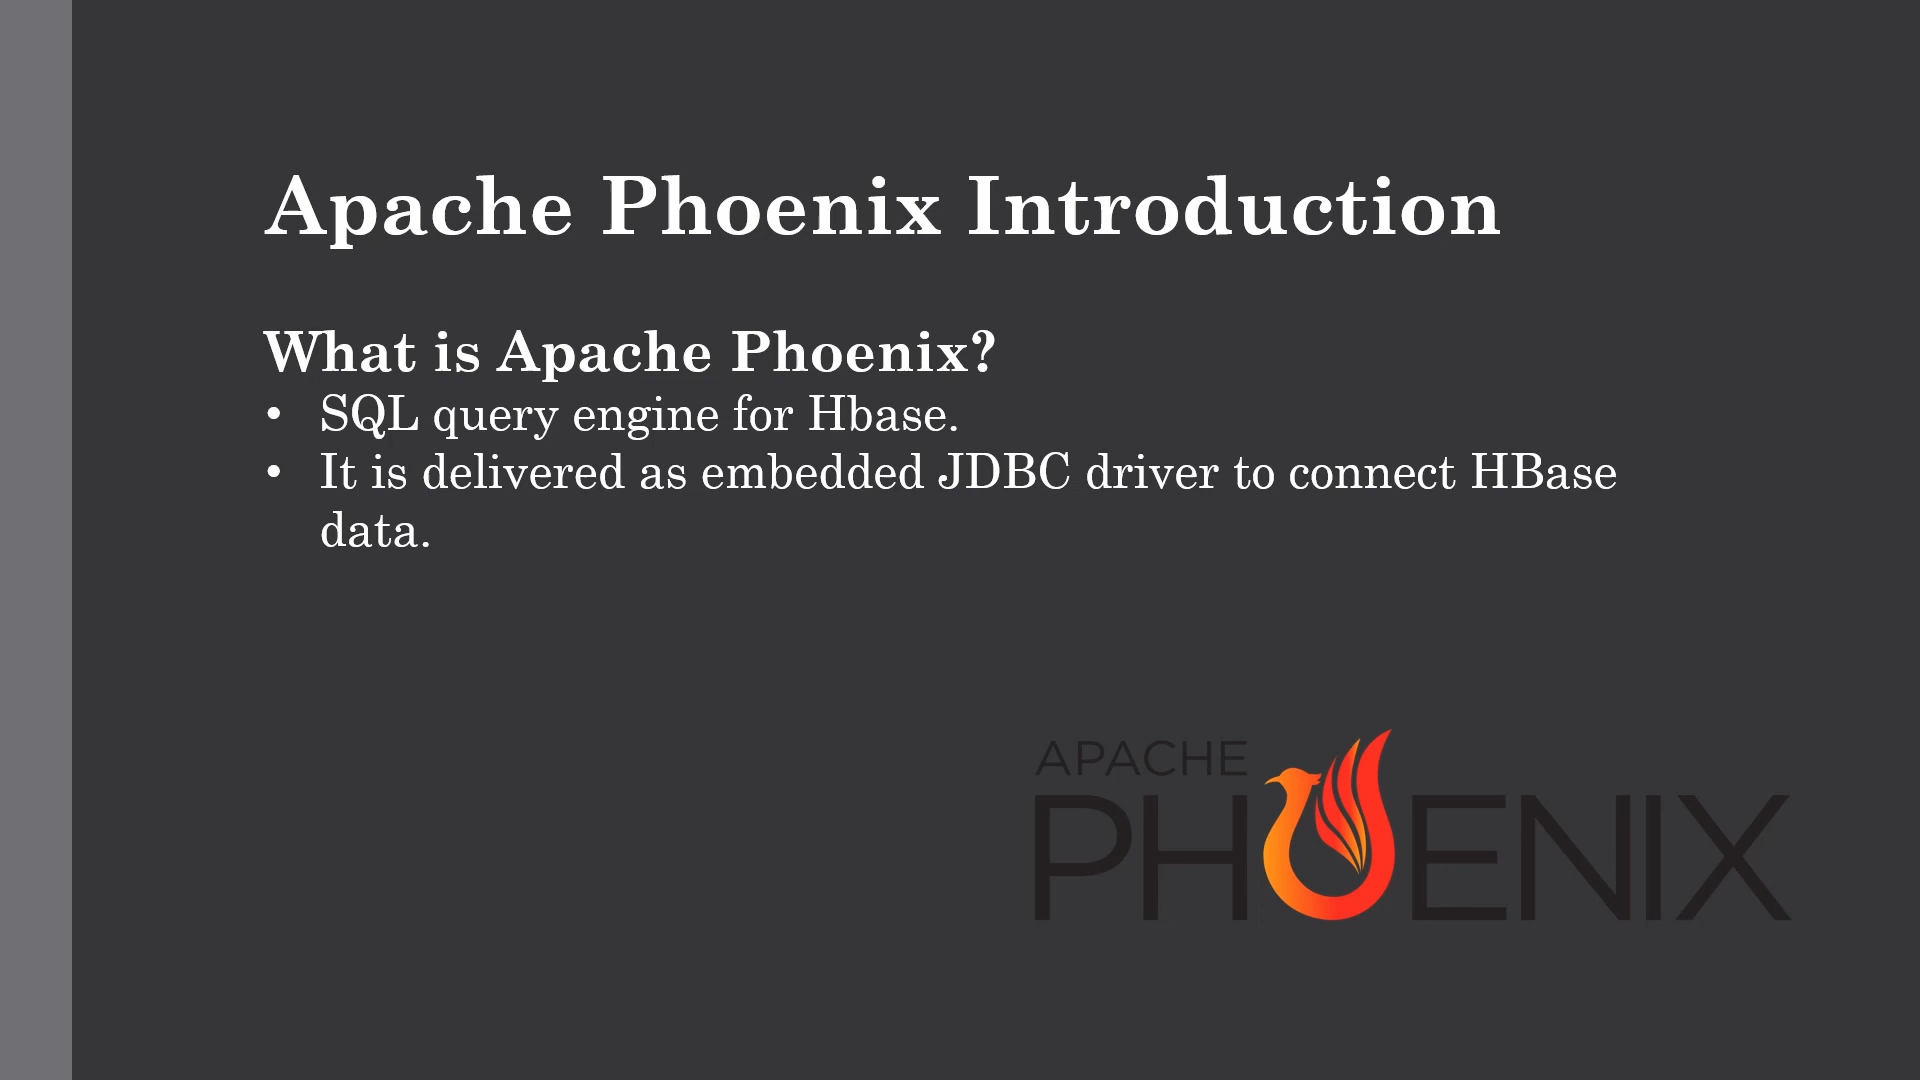 Apache Phoenix Introduction
What is Apache Phoenix?
• SQL query engine for Hbase.
• It is delivered as embedded JDBC driver to connect HBase
data.
APACHE
PHOENIX